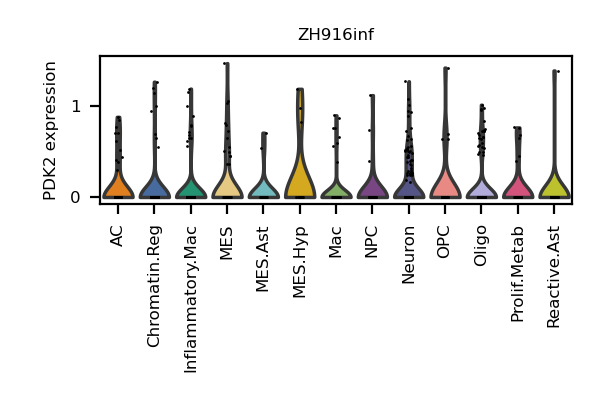 ZH916inf
PDK2 expression
1
0
AC
Chromatin.Reg
Inflammatory.Mac
MES
MES.Ast
MES.Hyp
Mac
NPC
Neuron
OPC
Oligo
Prolif.Metab
Reactive.Ast